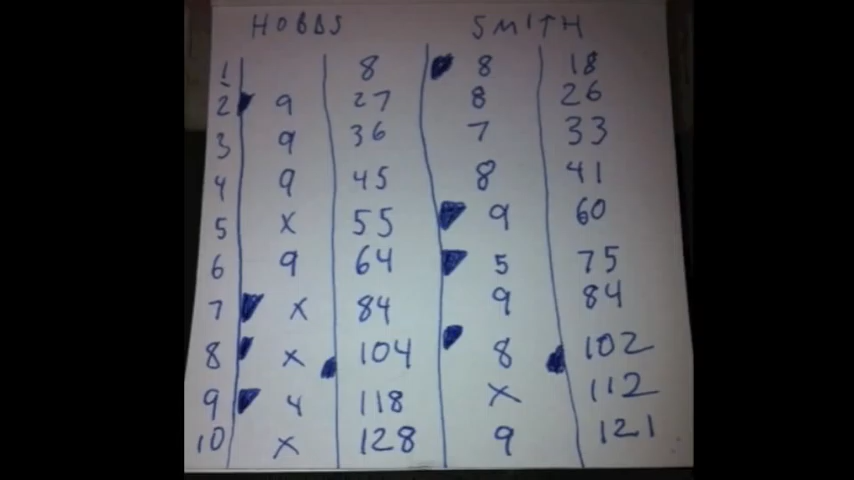 HOBBS SMITH
1 8 8 18
2 9 27 8 26
3 9 36 7 33
4 9 45 8 41
5 X 55 9 60
6 9 64 5 75
7 X 84 9 84
8 X 104 8 102
9 4 118 X 112
10 X 128 9 121